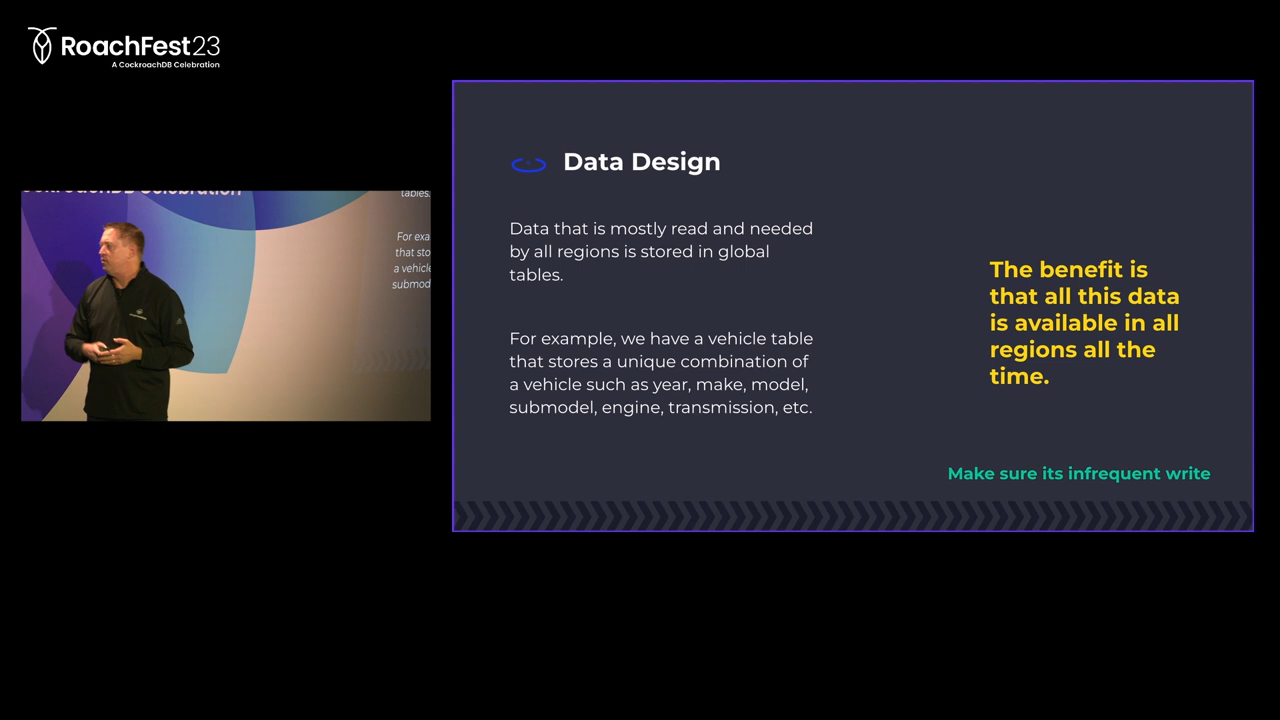 RoachFest23
A CockroachDB Celebration
Data Design
Data that is mostly read and needed
by all regions is stored in global
tables.
For example, we have a vehicle table
that stores a unique combination of
a vehicle such as year, make, model,
submodel, engine, transmission, etc.
The benefit is
that all this data
is available in all
regions all the
time.
Make sure its infrequent write
ckroachDB Celebration
tables.
For exa
that sto
a vehicle
submod